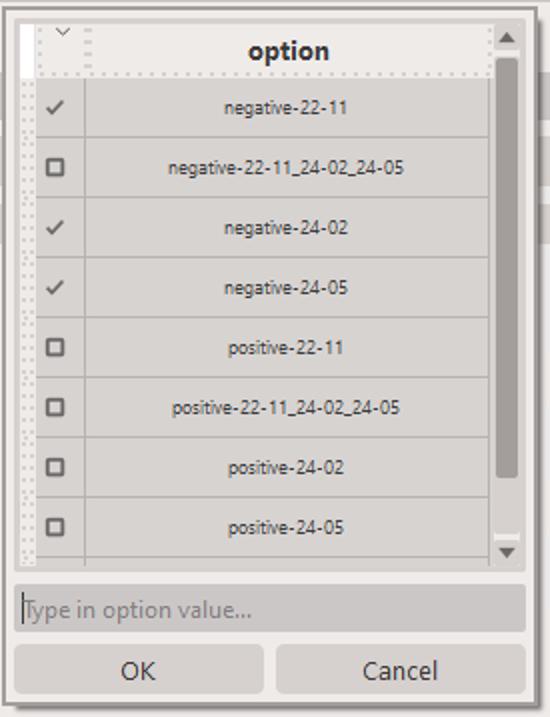 option
negative-22-11
negative-22-11_24-02_24-05
negative-24-02
negative-24-05
positive-22-11
positive-22-11_24-02_24-05
positive-24-02
positive-24-05
Type in option value...
OK Cancel